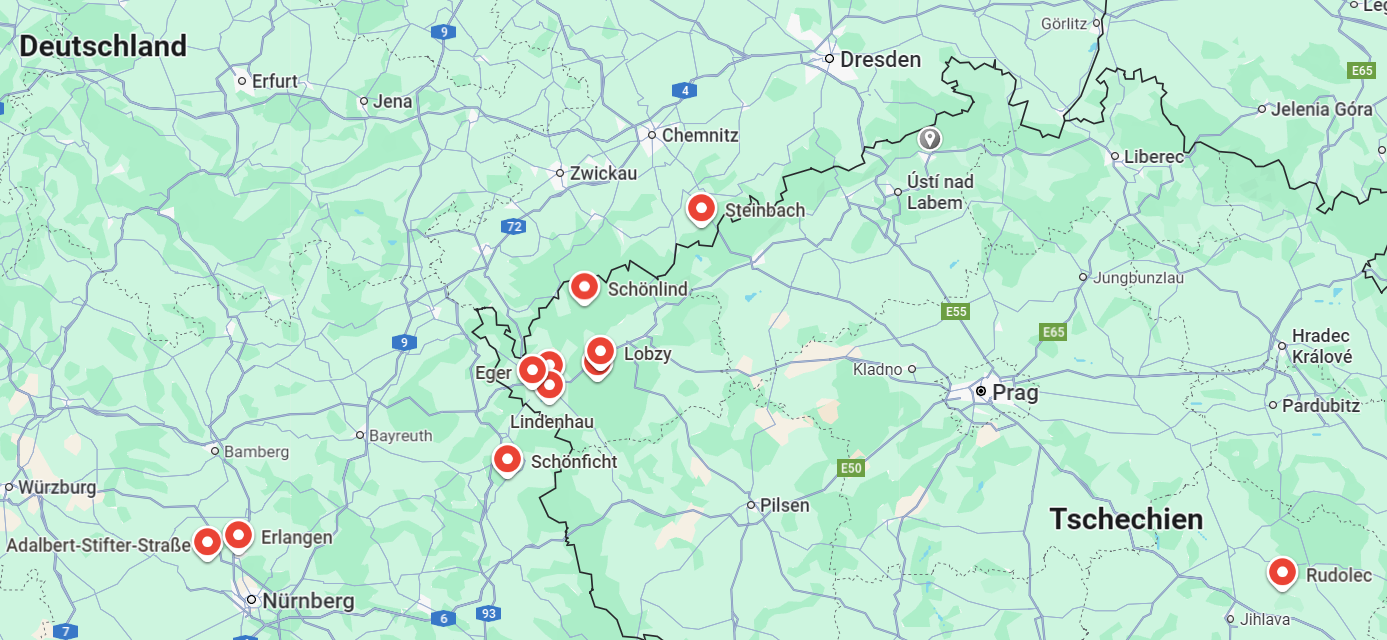 Leg
Görlitz
9
Deutschland
Dresden
E65
Erfurt
4
Jena
Jelenia Góra
Chemnitz
Liberec
Zwickau
Ústí nad
Labem
Steinbach
72
Jungbunzlau
Schönlind
E55
E65
9
Hradec
Králové
Lobzy
Eger
Kladno
Prag
Pardubitz
Lindenhau
Bayreuth
Bamberg
Schönficht
E50
Würzburg
Pilsen
Tschechien
Erlangen
Adalbert-Stifter-Straße
Rudolec
Nürnberg
93
6
Jihlava
7